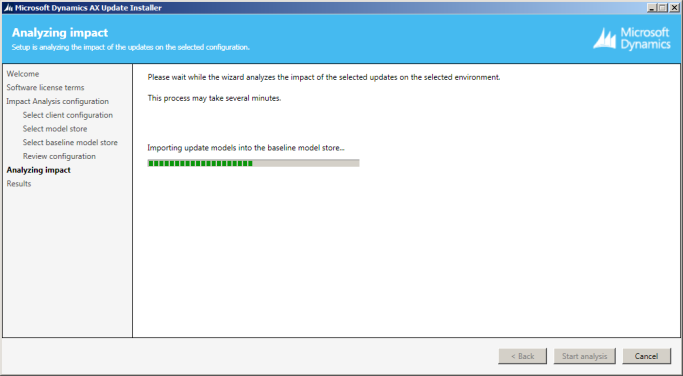 Microsoft Dynamics AX Update Installer
Analyzing impact
Setup is analyzing the impact of the updates on the selected configuration.
Microsoft
Dynamics
Welcome
Software license terms
Impact Analysis configuration
Select client configuration
Select model store
Select baseline model store
Review configuration
Analyzing impact
Results
Please wait while the wizard analyzes the impact of the selected updates on the selected environment.
This process may take several minutes.
Importing update models into the baseline model store...
< Back
Start analysis
Cancel